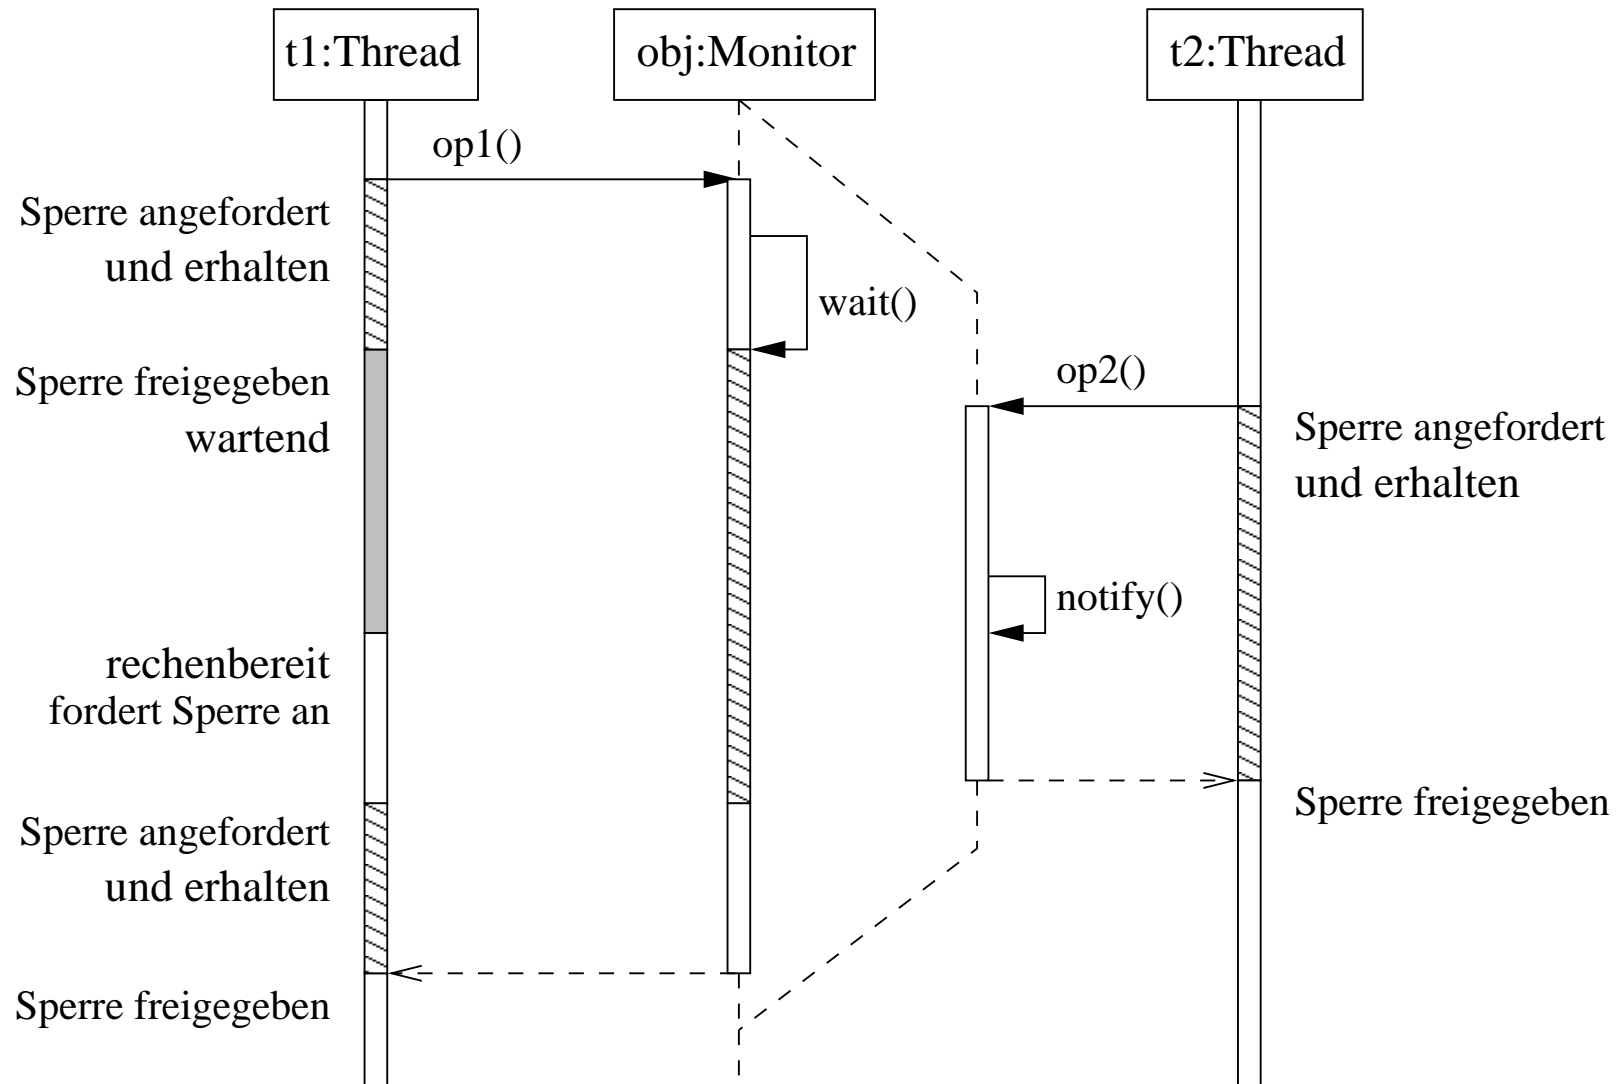 t1:Thread
obj:Monitor
t2:Thread
op1()
Sperre angefordert
und erhalten
wait()
Sperre freigegeben
wartend
op2()
Sperre angefordert
und erhalten
notify()
rechenbereit
fordert Sperre an
Sperre freigegeben
Sperre angefordert
und erhalten
Sperre freigegeben